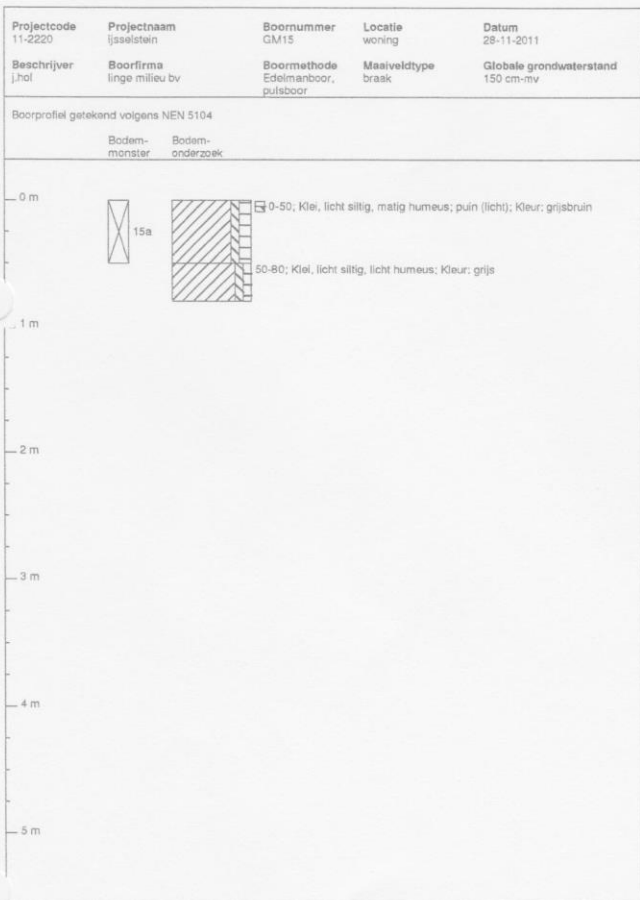 Projectcode Projectnaam Boornummer Locatie Datum
11-2220 Ijsselstein GM15 woning 28-11-2011
Beschrijver Boorfirma Boormethode Maaiveldtype Globale grondwaterstand
j.hol linge milieu bv Edelmanboor, braak 150 cm-mv
pulsboor
Boorprofiel getekend volgens NEN 5104
Bodem- Bodem-
monster onderzoek
0 m
0-50; Klei, licht siltig, matig humeus; puin (licht); Kleur: grijsbruin
15a
50-80; Klei, licht siltig, licht humeus; Kleur: grijs
1 m
2 m
3 m
4 m
5 m